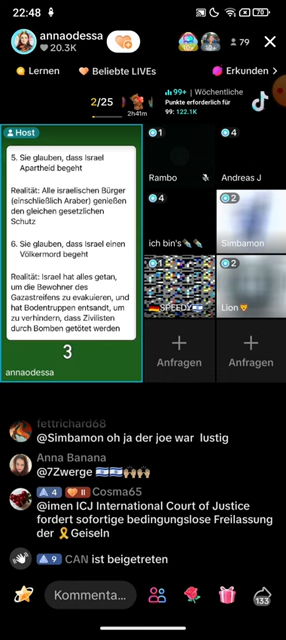 22:48
70
annaodessa
20.3K
79
Lernen
Beliebte LIVEs
Erkunden
2/25
2h41m
99+ Wöchentliche
Punkte erforderlich für
99: 122.1K
Host
5. Sie glauben, dass Israel
Apartheid begeht
Realität: Alle israelischen Bürger
(einschließlich Araber) genießen
den gleichen gesetzlichen
Schutz
6. Sie glauben, dass Israel einen
Völkermord begeht
Realität: Israel hat alles getan,
um die Bewohner des
Gazastreifens zu evakuieren, und
hat Bodentruppen entsandt, um
zu verhindern, dass Zivilisten
durch Bomben getötet werden
3
annaodessa
1
Rambo
4
Andreas J
4
ich bin's
2
Simbamon
SPEEDY
2
Lion
+
Anfragen
+
Anfragen
fettrichard68
@Simbamon oh ja der joe war lustig
Anna Banana
@7Zwerge 🇮🇱🇮🇱🙌🏼🙌🏼
4 II Cosma65
@imen ICJ International Court of Justice
fordert sofortige bedingungslose Freilassung
der 🎗️Geiseln
9 CAN ist beigetreten
Kommenta...
133